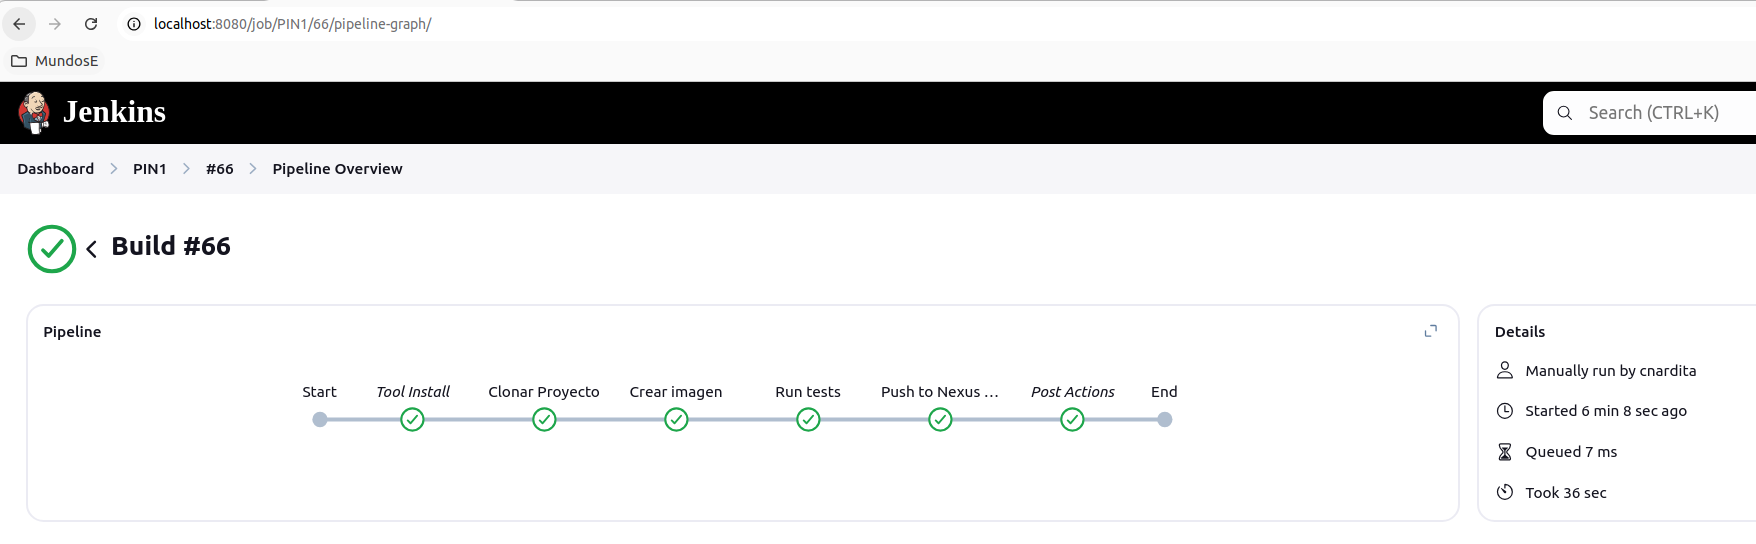 localhost:8080/job/PIN1/66/pipeline-graph/
MundosE
Jenkins
Search (CTRL+K)
Dashboard > PIN1 > #66 > Pipeline Overview
Build #66
Pipeline
Start Tool Install Clonar Proyecto Crear imagen Run tests Push to Nexus ... Post Actions End
Details
Manually run by cnardita
Started 6 min 8 sec ago
Queued 7 ms
Took 36 sec